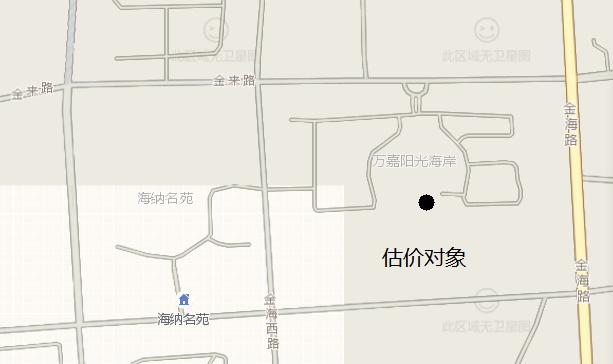 此区域无卫星图
此区域无卫星图
金来路
金来路
金海路
万嘉阳光海岸
海纳名苑
估价对象
金海路
金海西路
海纳名苑
此区域无卫星图